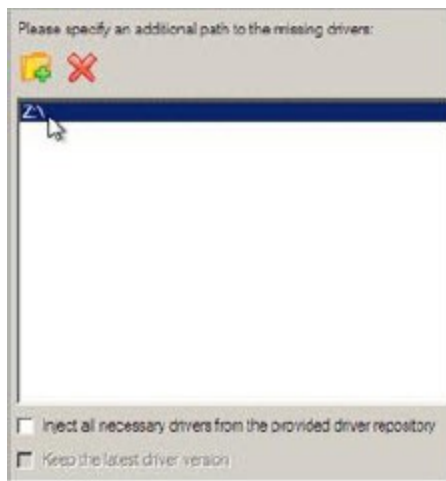 Please specify an additional path to the missing drivers:
Z:\
Inject all necessary drivers from the provided driver repository
Keep the latest driver version